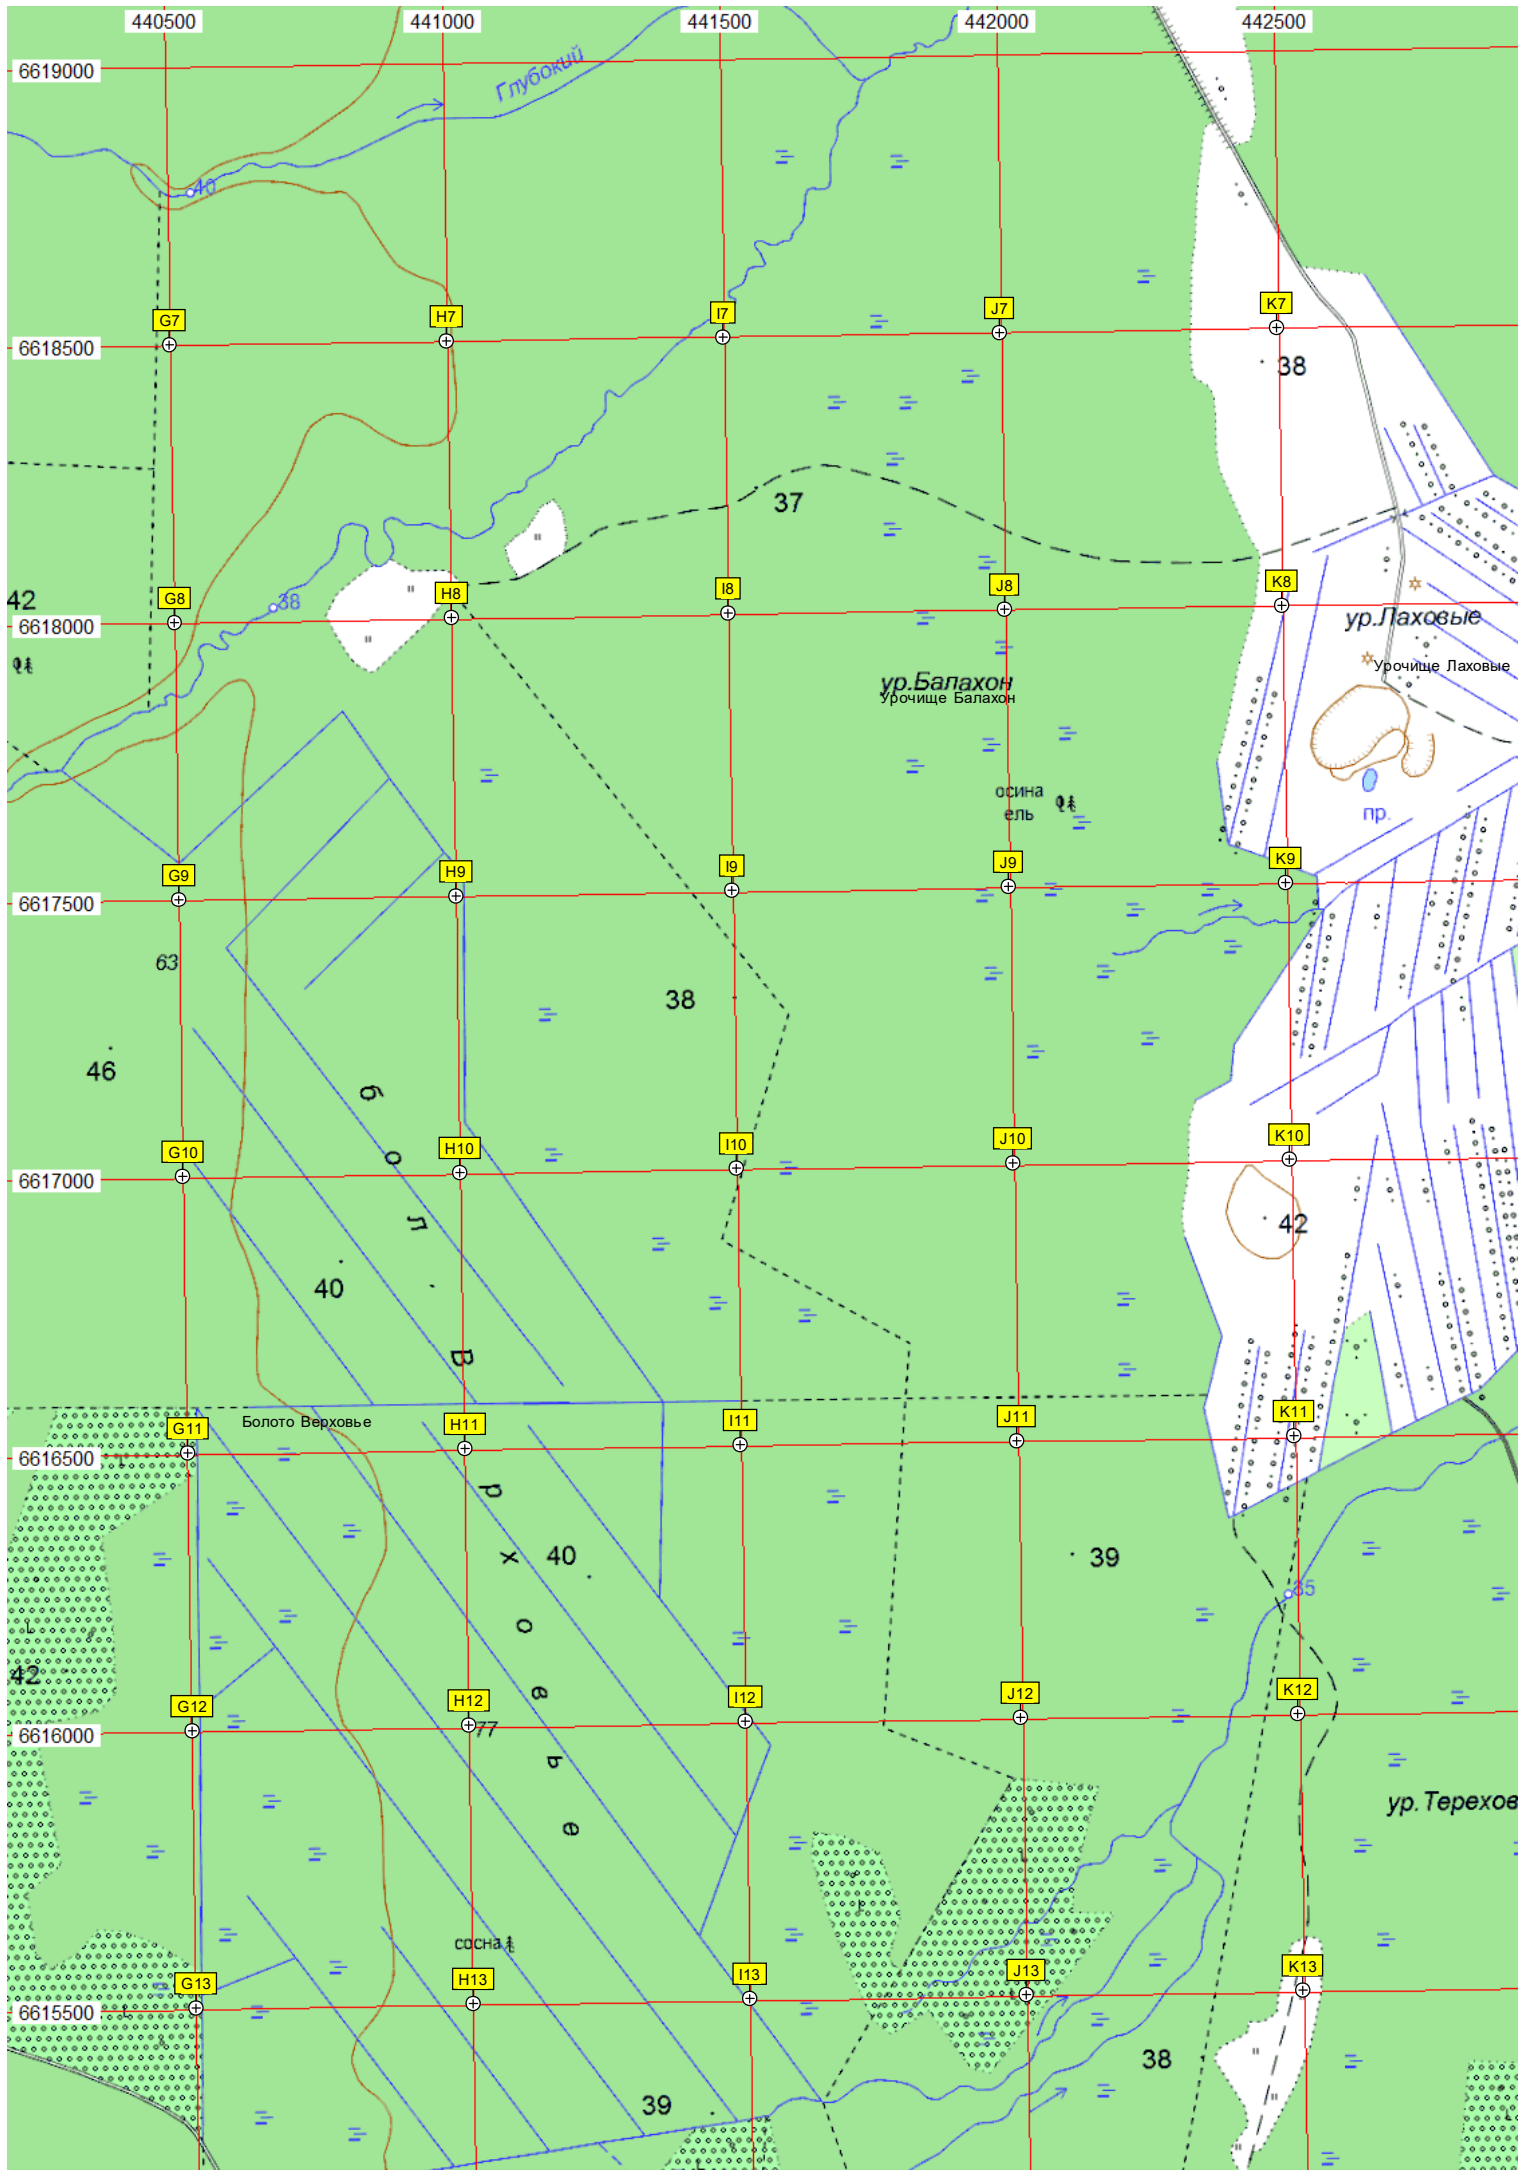 440500 441000 441500 442000 442500
6619000
Глубокий
40
G7 H7 I7 J7 K7
6618500
38
37
42
38
G8 H8 I8 J8 K8
6618000
ур.Лаховые
Урочище Лаховые
ур.Балахон
Урочище Балахон
осина
ель
пр.
G9 H9 I9 J9 K9
6617500
63
38
46
G10 H10 I10 J10 K10
6617000
42
40
бол Верховье
Болото Верховье
G11 H11 I11 J11 K11
6616500
40
39
35
42
G12 H12 I12 J12 K12
77
6616000
ур.Терехов
сосна
G13 H13 I13 J13 K13
6615500
38
39